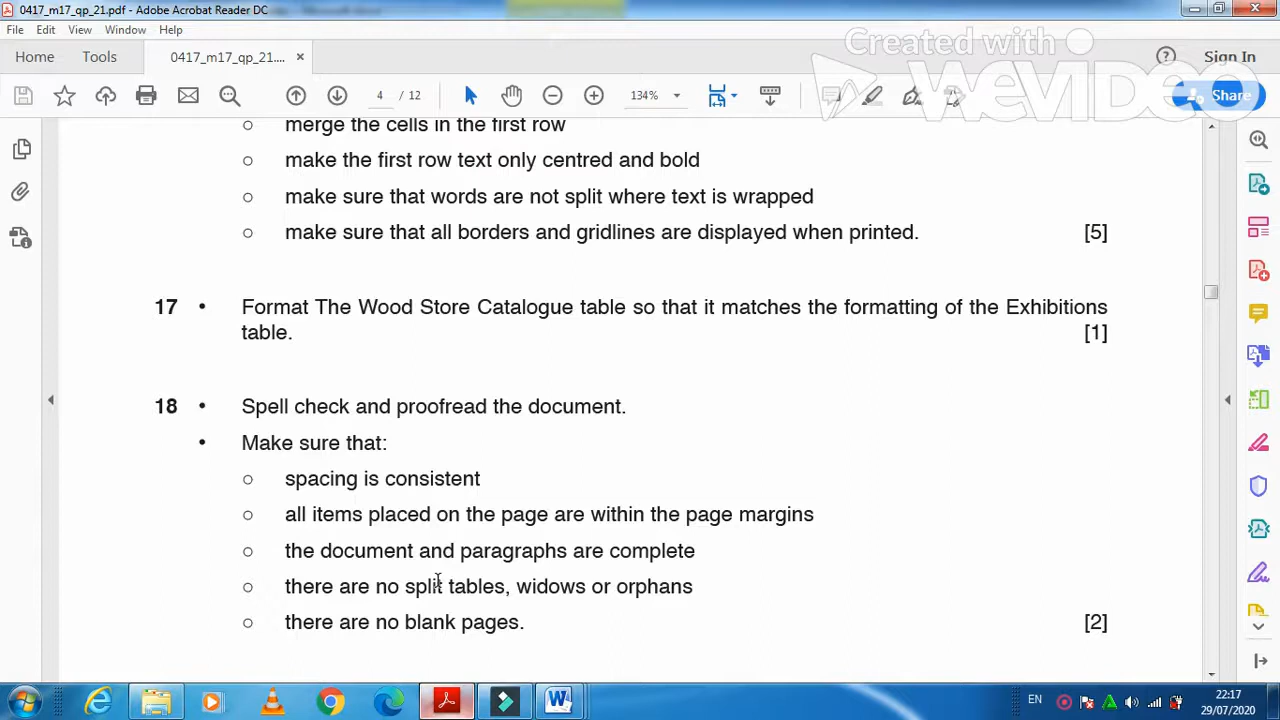 0417_m17_qp_21.pdf - Adobe Acrobat Reader DC
File Edit View Window Help
Created with
WeVideo
Home Tools 0417_m17_qp_21.... × Sign In
4 / 12 134% Share
merge the cells in the first row
make the first row text only centred and bold
make sure that words are not split where text is wrapped
make sure that all borders and gridlines are displayed when printed. [5]
17 • Format The Wood Store Catalogue table so that it matches the formatting of the Exhibitions
table. [1]
18 • Spell check and proofread the document.
• Make sure that:
spacing is consistent
all items placed on the page are within the page margins
the document and paragraphs are complete
there are no split tables, widows or orphans
there are no blank pages. [2]
EN 22:17
29/07/2020